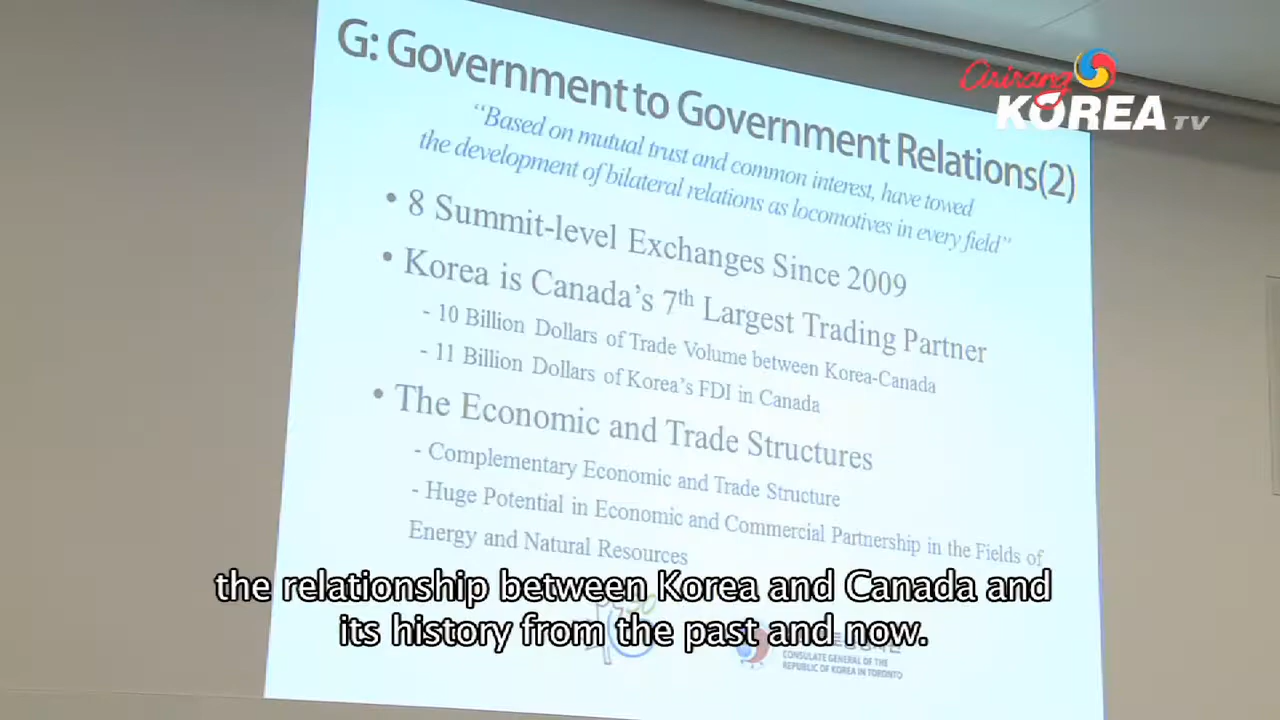 Arirang
KOREA TV
G: Government to Government Relations(2)
“Based on mutual trust and common interest, have towed
the development of bilateral relations as locomotives in every field”
• 8 Summit-level Exchanges Since 2009
• Korea is Canada’s 7th Largest Trading Partner
- 10 Billion Dollars of Trade Volume between Korea-Canada
- 11 Billion Dollars of Korea’s FDI in Canada
• The Economic and Trade Structures
- Complementary Economic and Trade Structure
- Huge Potential in Economic and Commercial Partnership in the Fields of
Energy and Natural Resources
the relationship between Korea and Canada and
its history from the past and now.
CONSULATE GENERAL OF THE
REPUBLIC OF KOREA IN TORONTO